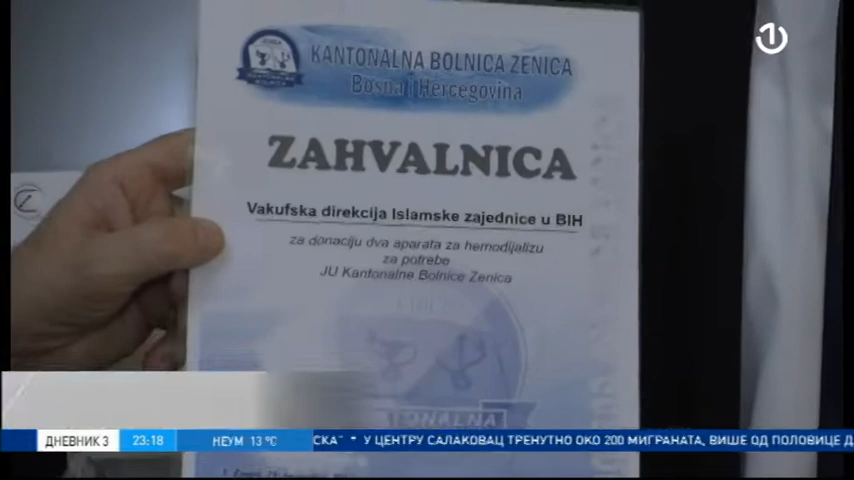 KANTONALNA BOLNICA ZENICA
Bosna i Hercegovina
ZAHVALNICA
Vakufska direkcija Islamske zajednice u BIH
za donaciju dva aparata za hemodijalizu
za potrebe
JU Kantonalne Bolnice Zenica
ДНЕВНИК 3 23:18 НЕУМ 13 °C СКА" * У ЦЕНТРУ САЛАКОВАЦ ТРЕНУТНО ОКО 200 МИГРАНАТА, ВИШЕ ОД ПОЛОВИЦЕ Д